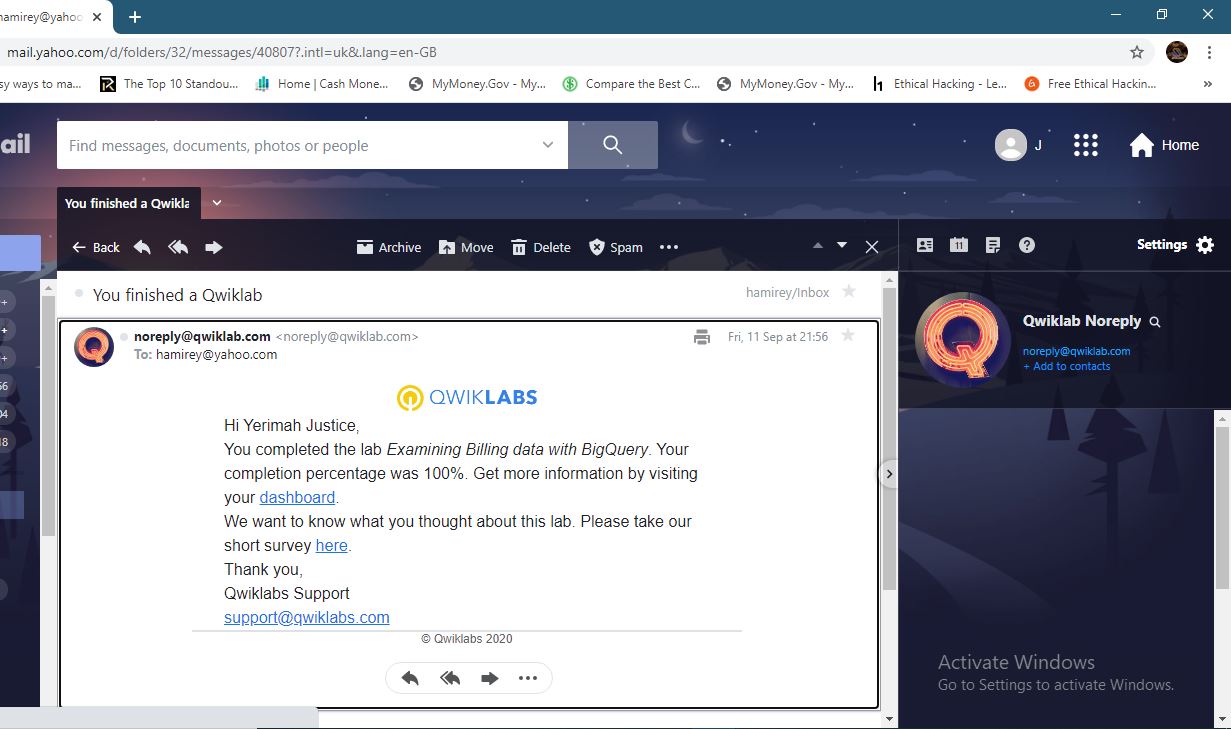 hamirey@yahoo
mail.yahoo.com/d/folders/32/messages/40807?.intl=uk&.lang=en-GB
sy ways to ma...
The Top 10 Standou...
Home | Cash Mone...
MyMoney.Gov - My...
Compare the Best C...
MyMoney.Gov - My...
Ethical Hacking - Le...
Free Ethical Hackin...
»
ail
Find messages, documents, photos or people
J
Home
You finished a Qwikla
Back
Archive
Move
Delete
Spam
11
Settings
You finished a Qwiklab
hamirey/Inbox
noreply@qwiklab.com <noreply@qwiklab.com>
Fri, 11 Sep at 21:56
To: hamirey@yahoo.com
Qwiklab Noreply
noreply@qwiklab.com
+ Add to contacts
QWIKLABS
Hi Yerimah Justice,
You completed the lab Examining Billing data with BigQuery. Your
completion percentage was 100%. Get more information by visiting
your dashboard.
We want to know what you thought about this lab. Please take our
short survey here.
Thank you,
Qwiklabs Support
support@qwiklabs.com
© Qwiklabs 2020
Activate Windows
Go to Settings to activate Windows.